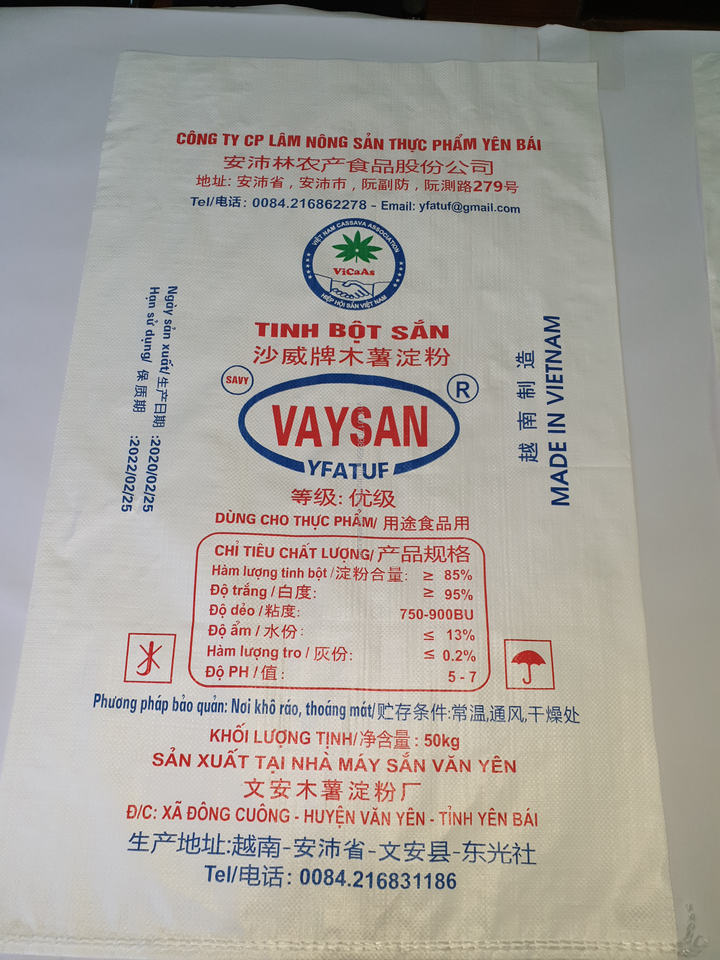 CÔNG TY CP LÂM NÔNG SẢN THỰC PHẨM YÊN BÁI
安沛林农产食品股份公司
地址: 安沛省，安沛市，阮副防，阮测路279号
Tel/电话: 0084.216862278 - Email: yfatuf@gmail.com
VIỆT NAM CASSAVA ASSOCIATION
ViCaAs
HIỆP HỘI SẮN VIỆT NAM
TINH BỘT SẮN
沙威牌木薯淀粉
SAVY
®
VAYSAN
YFATUF
等级: 优级
DÙNG CHO THỰC PHẨM/ 用途食品用
Ngày sản xuất/生产日期 :2020/02/25
Hạn sử dụng/ 保质期 :2022/02/25
越南制造
MADE IN VIETNAM
CHỈ TIÊU CHẤT LƯỢNG/ 产品规格
Hàm lượng tinh bột /淀粉合量: ≥ 85%
Độ trắng / 白度: ≥ 95%
Độ dẻo / 粘度: 750-900BU
Độ ẩm / 水份: ≤ 13%
Hàm lượng tro / 灰份: ≤ 0.2%
Độ PH / 值: 5 - 7
Phương pháp bảo quản: Nơi khô ráo, thoáng mát/贮存条件:常温,通风,干燥处
KHỐI LƯỢNG TỊNH/净含量: 50kg
SẢN XUẤT TẠI NHÀ MÁY SẮN VĂN YÊN
文安木薯淀粉厂
Đ/C: XÃ ĐÔNG CUÔNG - HUYỆN VĂN YÊN - TỈNH YÊN BÁI
生产地址:越南-安沛省-文安县-东光社
Tel/电话: 0084.216831186